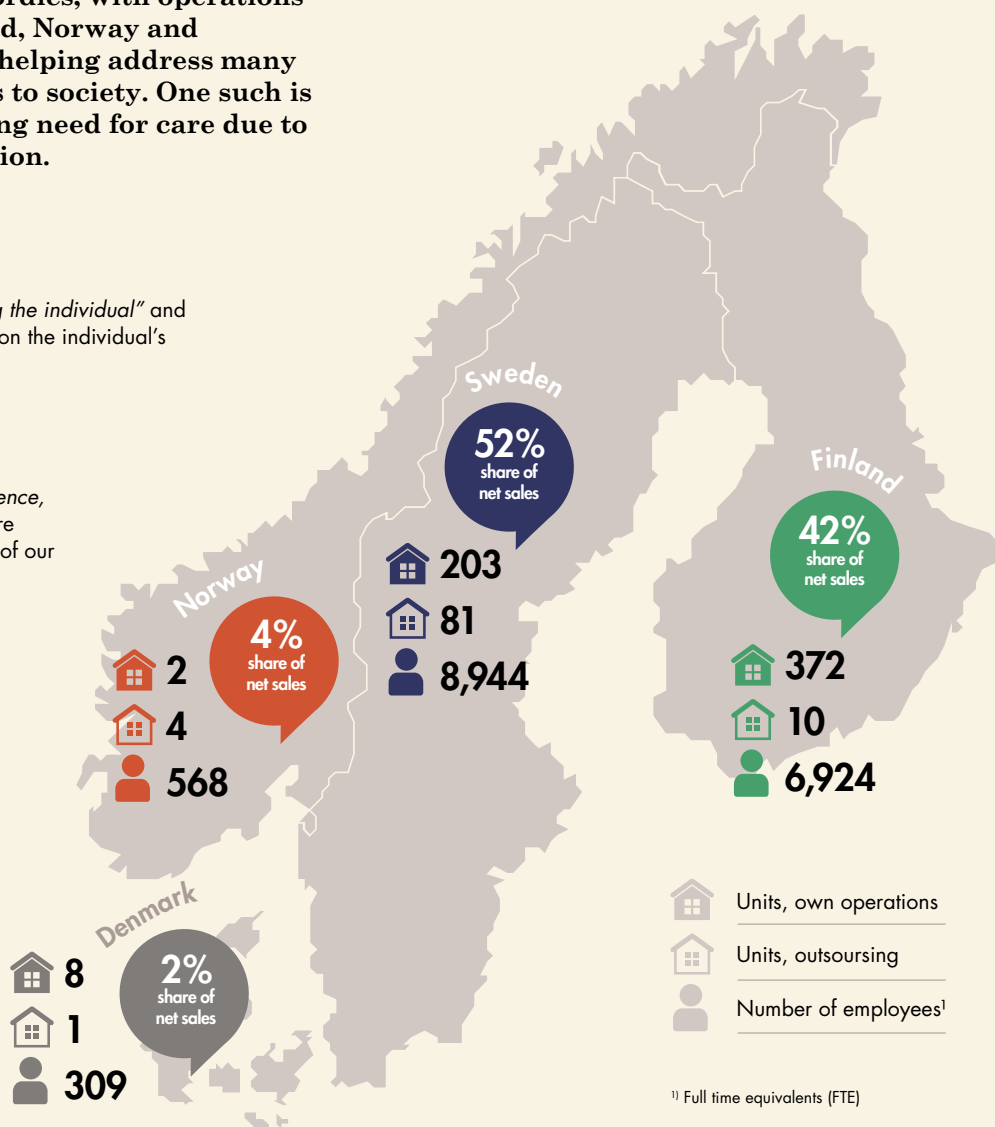 d, Norway and
helping address many
s to society. One such is
ng need for care due to
ion.
g the individual” and
on the individual’s
ence,
re
of our
Sweden
52%
share of
net sales
203
81
8,944
Finland
42%
share of
net sales
372
10
6,924
Norway
4%
share of
net sales
2
4
568
Denmark
2%
share of
net sales
8
1
309
Units, own operations
Units, outsoursing
Number of employees¹
¹⁾ Full time equivalents (FTE)